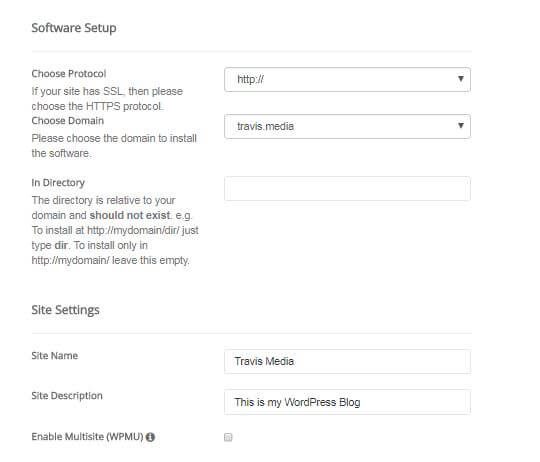 Software Setup
Choose Protocol
If your site has SSL, then please
choose the HTTPS protocol.
http://
Choose Domain
Please choose the domain to install
the software.
travis.media
In Directory
The directory is relative to your
domain and should not exist. e.g.
To install at http://mydomain/dir/ just
type dir. To install only in
http://mydomain/ leave this empty.
Site Settings
Site Name
Travis Media
Site Description
This is my WordPress Blog
Enable Multisite (WPMU)